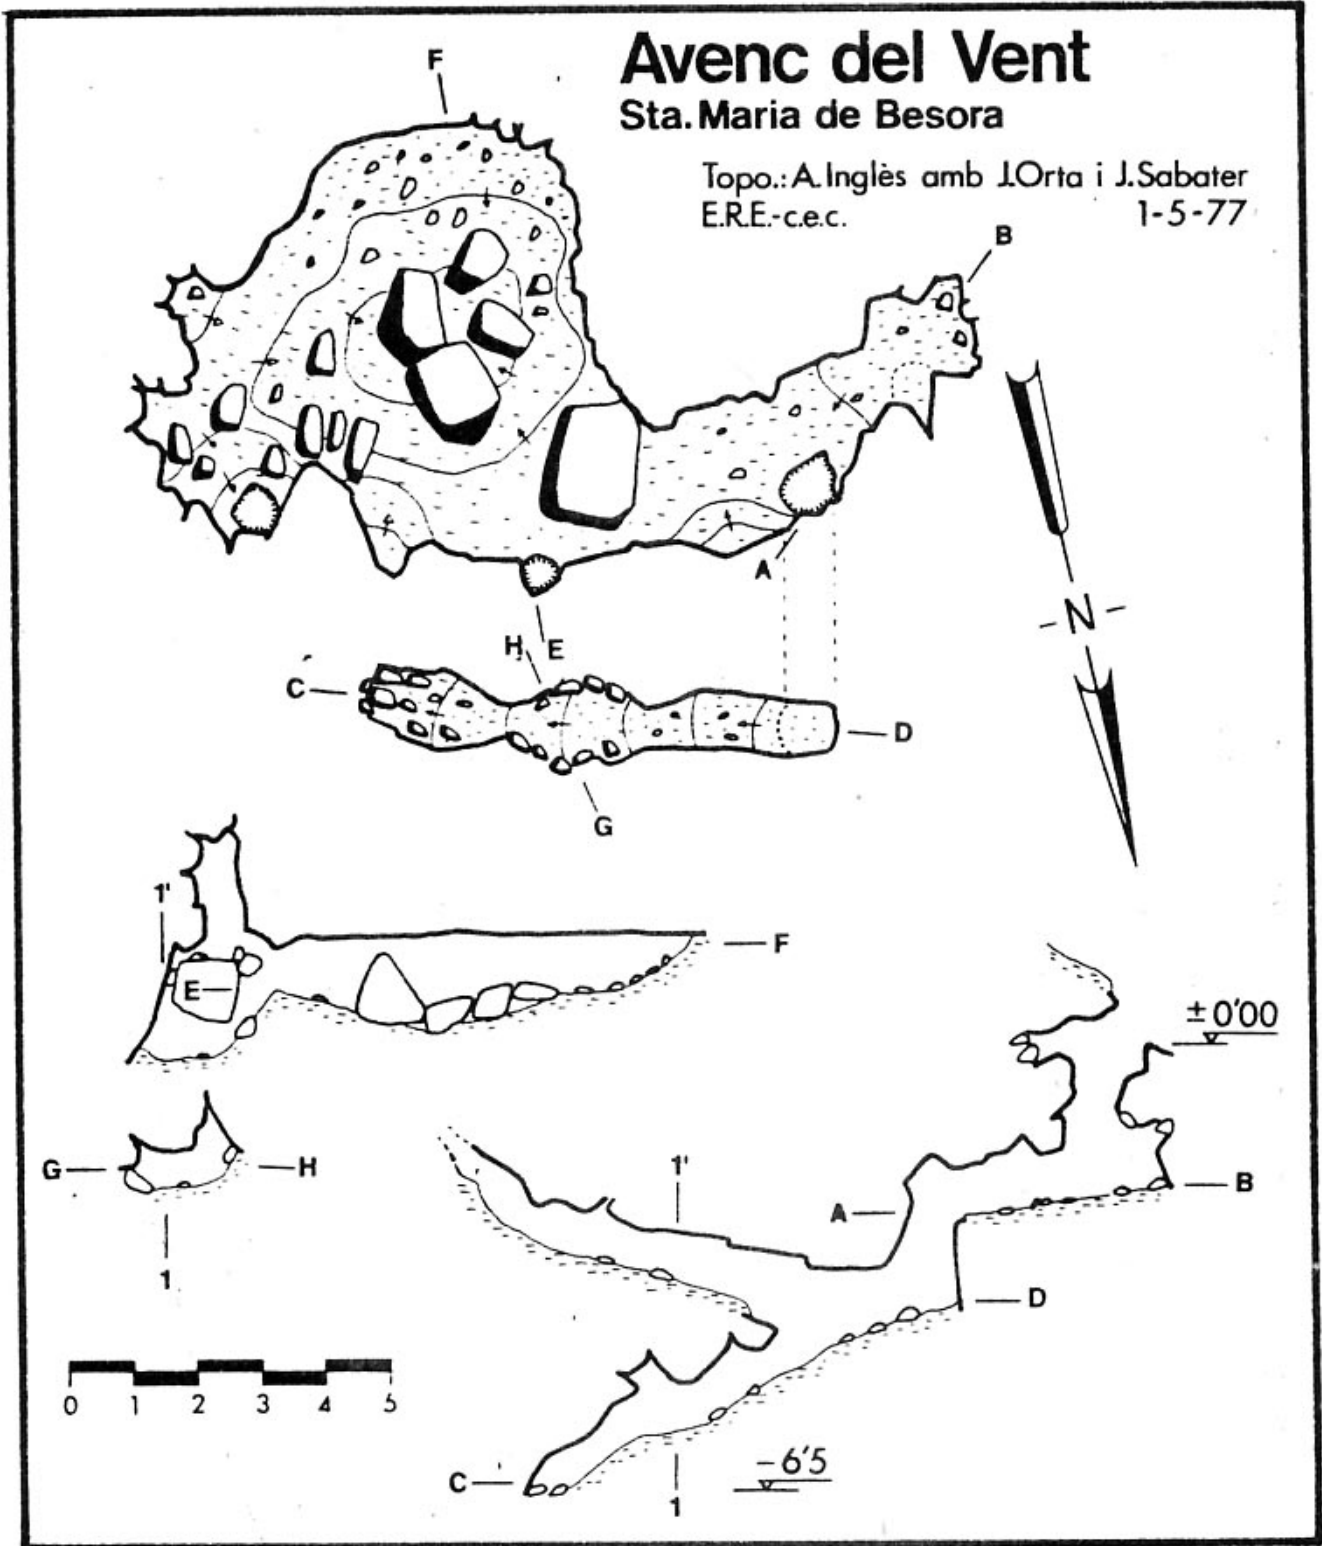 Avenc del Vent
Sta. Maria de Besora
Topo.: A. Inglès amb J.Orta i J.Sabater
E.R.E.-c.e.c. 1-5-77
F
B
A
N
H E
C
D
G
1'
F
E
±0'00
G H
1'
A
B
1
D
0 1 2 3 4 5
C
1
-6'5